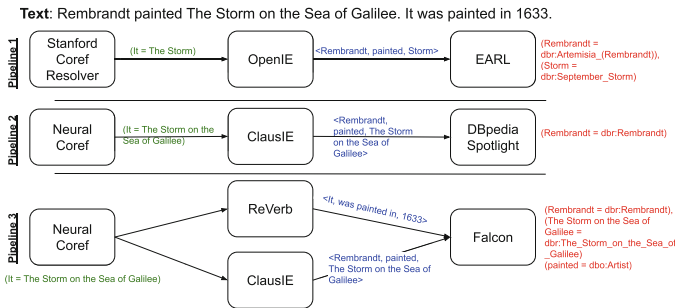 Text: Rembrandt painted The Storm on the Sea of Galilee. It was painted in 1633.
Pipeline 1
Stanford
Coref
Resolver
(It = The Storm)
OpenIE
<Rembrandt, painted, Storm>
EARL
(Rembrandt =
dbr:Artemisia_(Rembrandt)),
(Storm =
dbr:September_Storm)
Pipeline 2
Neural
Coref
(It = The Storm on the
Sea of Galilee)
ClausIE
<Rembrandt,
painted, The Storm
on the Sea of
Galilee>
DBpedia
Spotlight
(Rembrandt = dbr:Rembrandt)
Pipeline 3
Neural
Coref
(It = The Storm on the Sea of Galilee)
ReVerb
<It, was painted in, 1633>
ClausIE
<Rembrandt, painted,
The Storm on the Sea of
Galilee>
Falcon
(Rembrandt = dbr:Rembrandt),
(The Storm on the Sea of
Galilee =
dbr:The_Storm_on_the_Sea_of
_Galilee)
(painted = dbo:Artist)